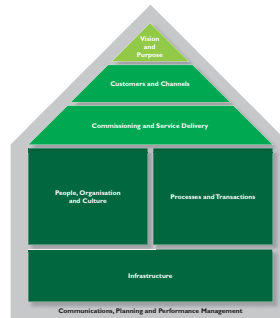 Vision
and
Purpose
Customers and Channels
Commissioning and Service Delivery
People, Organisation
and Culture
Processes and Transactions
Infrastructure
Communications, Planning and Performance Management